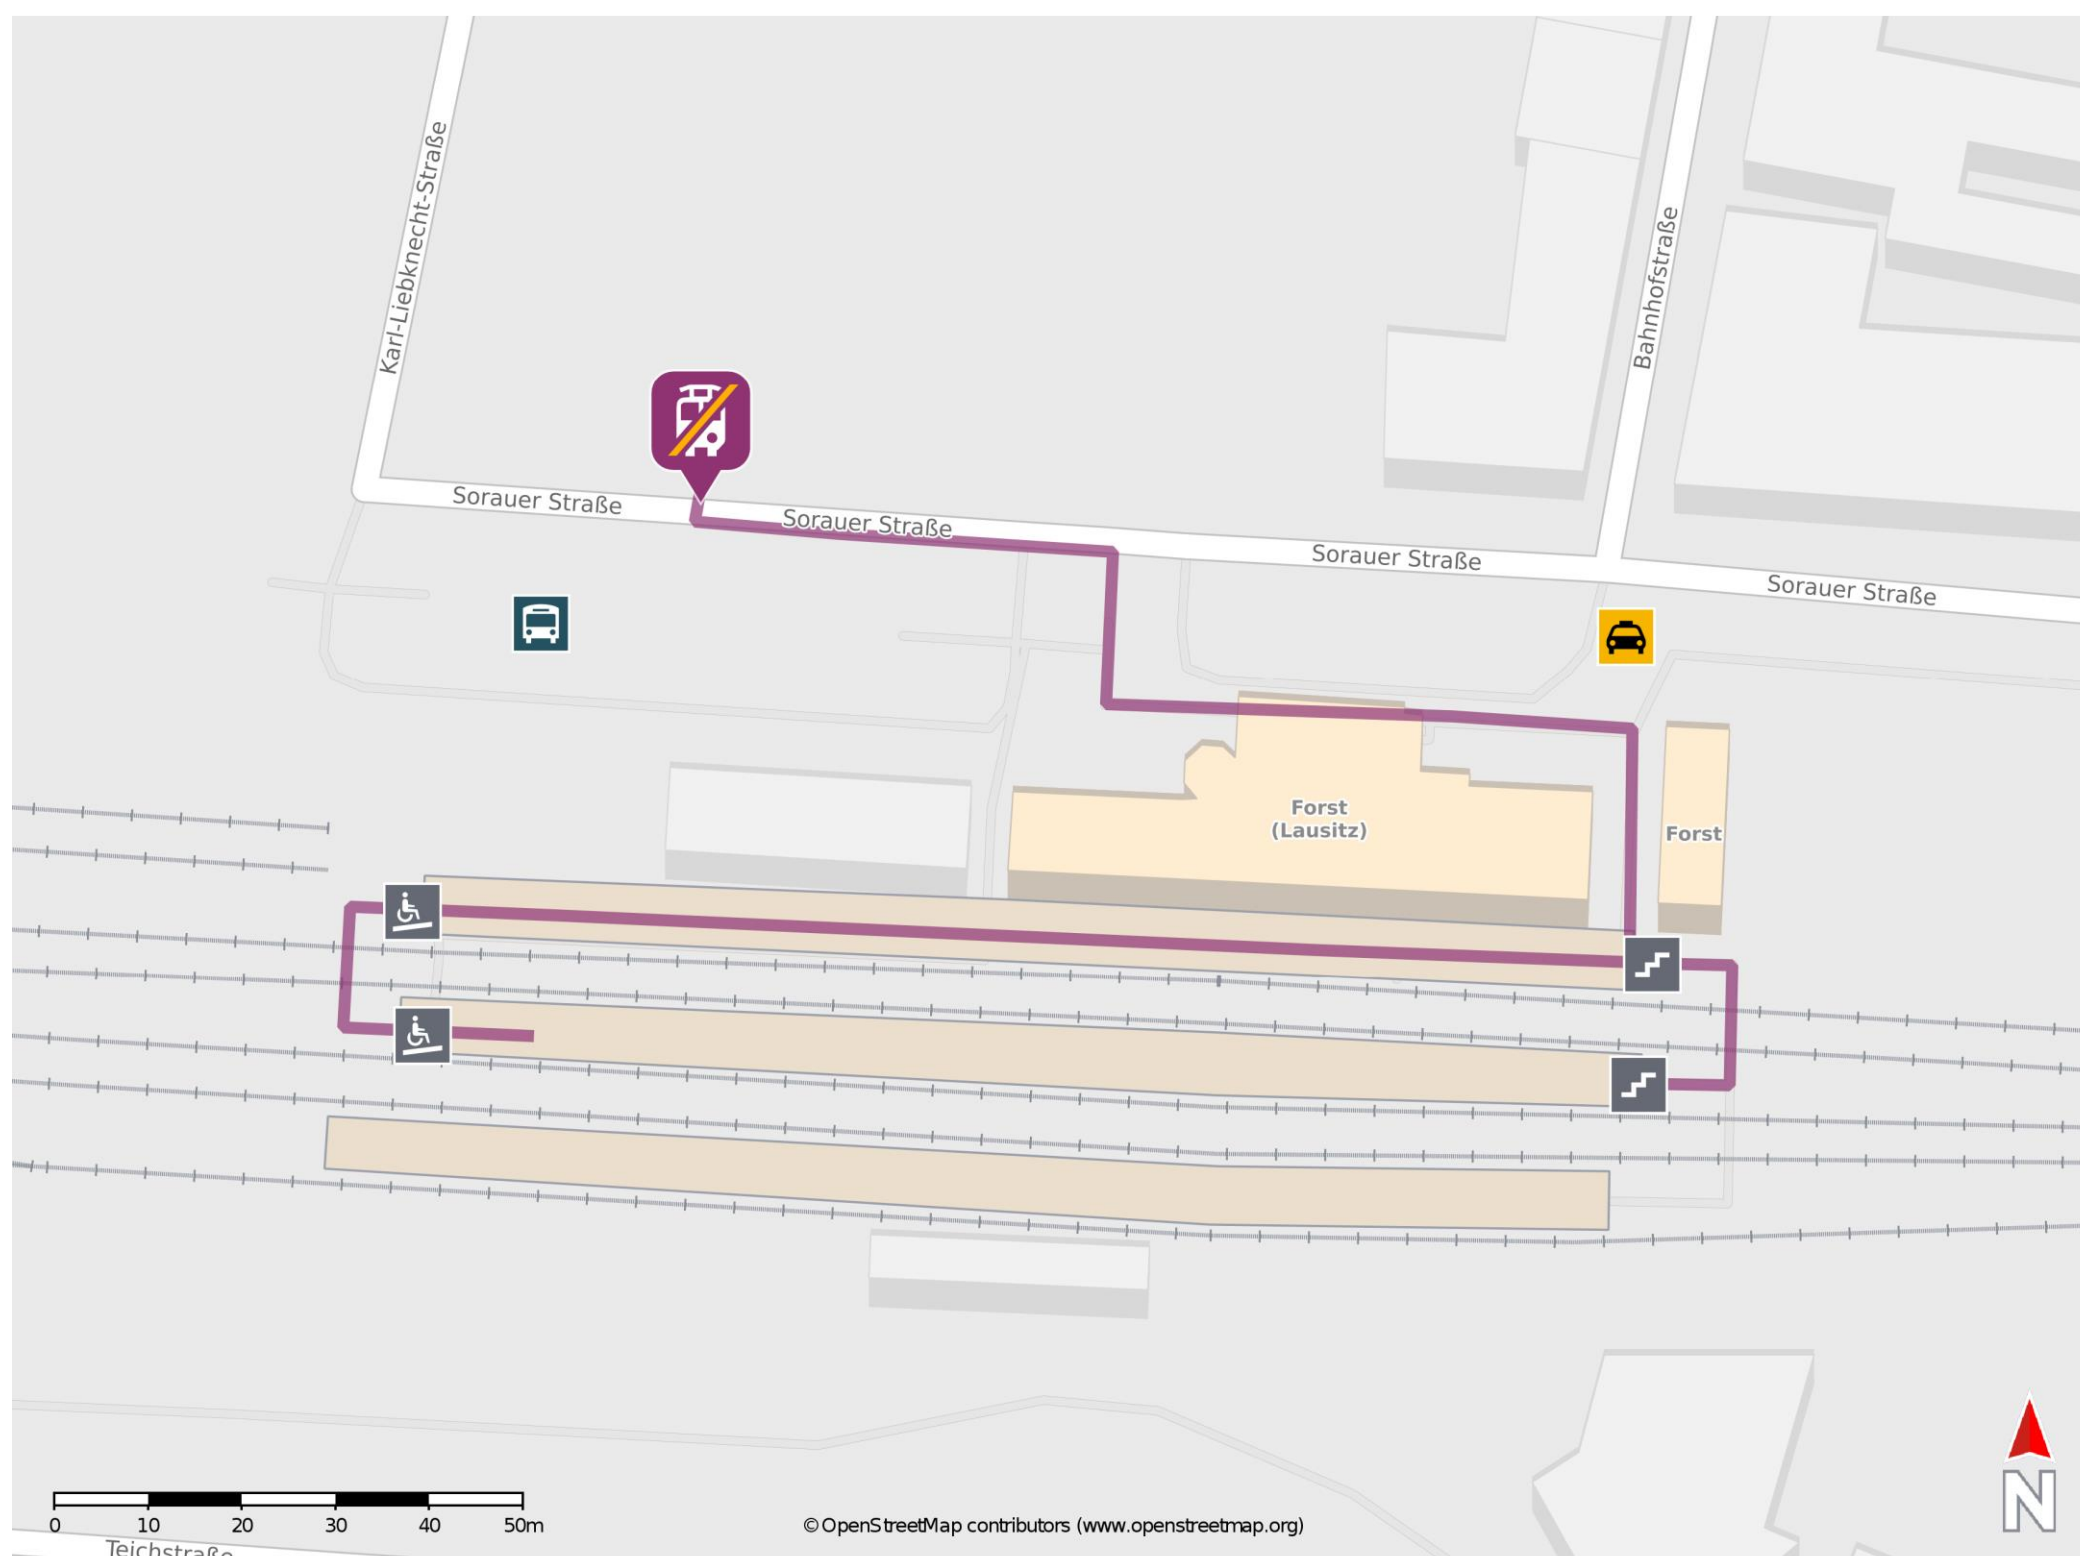 Karl-Liebknecht-Straße
Bahnhofstraße
Sorauer Straße
Sorauer Straße
Sorauer Straße
Sorauer Straße
Forst
(Lausitz)
Forst
N
0 10 20 30 40 50m
© OpenStreetMap contributors (www.openstreetmap.org)
Teichstraße